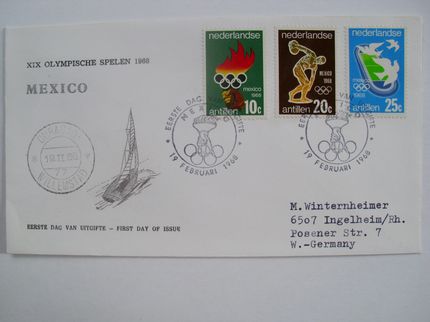 XIX OLYMPISCHE SPELEN 1968
MEXICO
WILLEMSTAD
EERSTE DAG VAN UITGIFTE - FIRST DAY OF ISSUE
nederlandse
mexico
1968
10c
antillen
nederlandse
MEXICO
1968
antillen 20c
nederlandse
mexico
1968
antillen 25c
EERSTE DAG
19 FEBRUARI 1968
19 FEBRUARI 1968
M. Winternheimer
6507 Ingelheim/Rh.
Posener Str. 7
W.-Germany